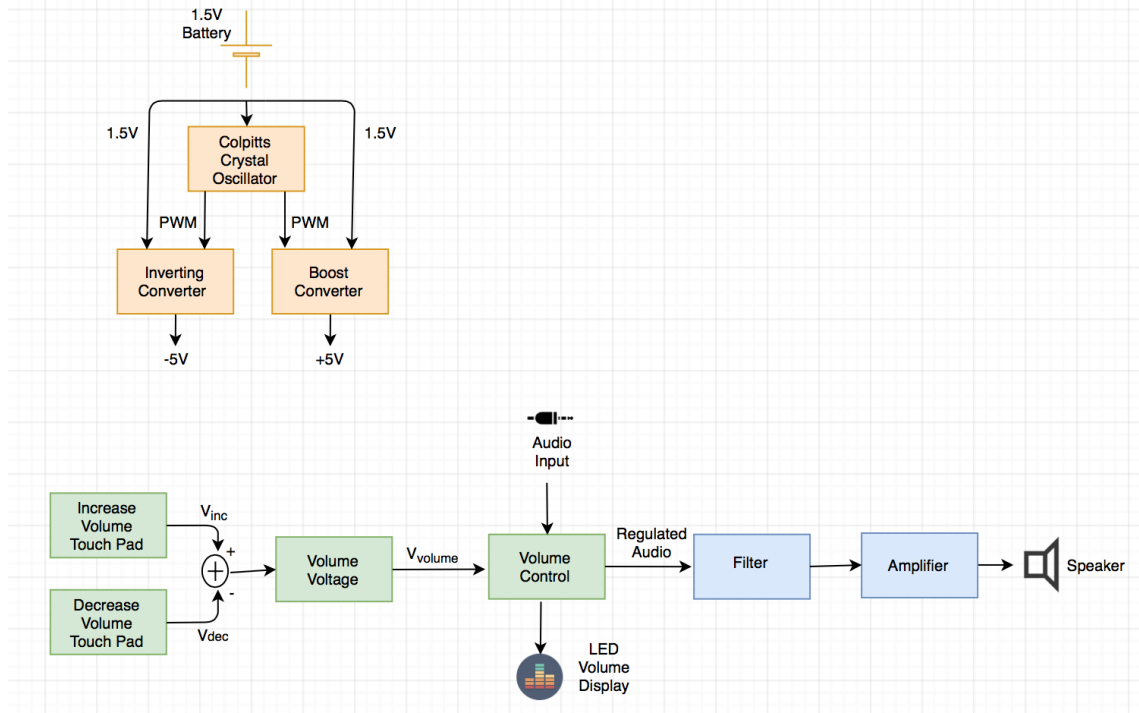 1.5V
Battery
1.5V
1.5V
Colpitts
Crystal
Oscillator
PWM
PWM
Inverting
Converter
Boost
Converter
-5V
+5V
Audio
Input
Increase
Volume
Touch Pad
Vinc
+
+
-
Decrease
Volume
Touch Pad
Vdec
Volume
Voltage
Vvolume
Volume
Control
Regulated
Audio
Filter
Amplifier
Speaker
LED
Volume
Display